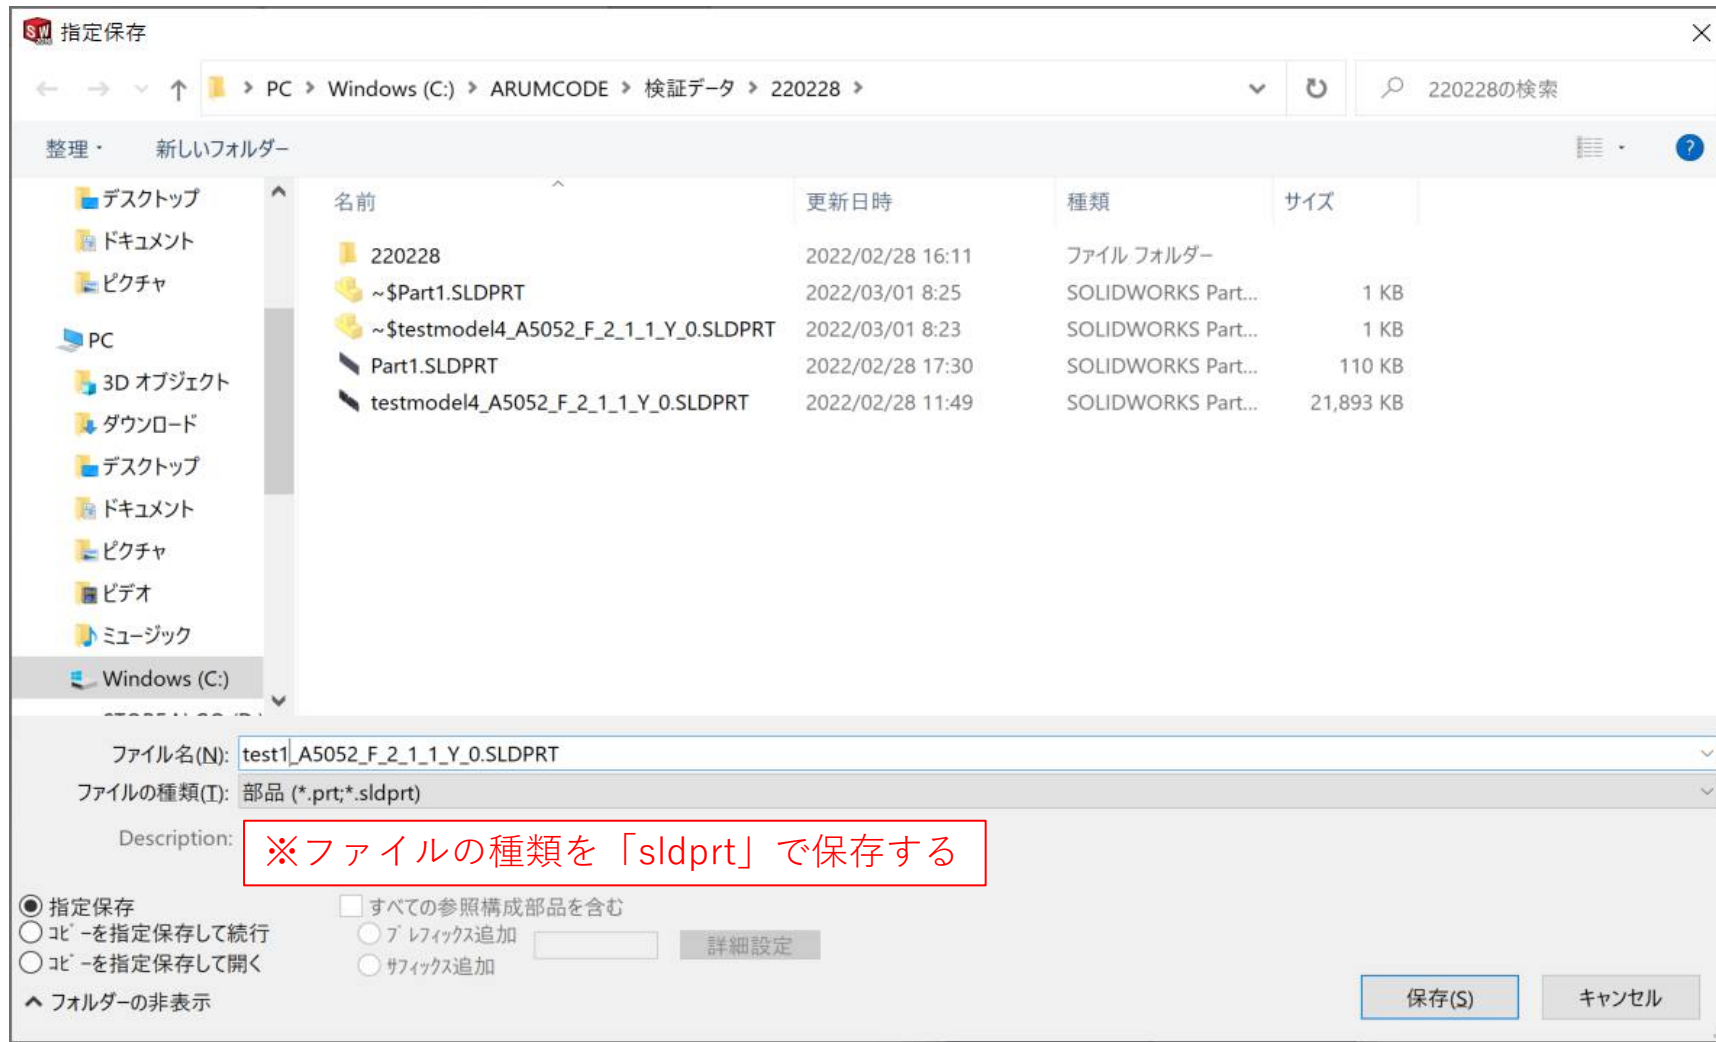 指定保存
PC > Windows (C:) > ARUMCODE > 検証データ > 220228 >
220228の検索
整理
新しいフォルダー
名前 更新日時 種類 サイズ
デスクトップ
ドキュメント
ピクチャ
PC
3D オブジェクト
ダウンロード
デスクトップ
ドキュメント
ピクチャ
ビデオ
ミュージック
Windows (C:)
220228 2022/02/28 16:11 ファイル フォルダー
~$Part1.SLDPRT 2022/03/01 8:25 SOLIDWORKS Part... 1 KB
~$testmodel4_A5052_F_2_1_1_Y_0.SLDPRT 2022/03/01 8:23 SOLIDWORKS Part... 1 KB
Part1.SLDPRT 2022/02/28 17:30 SOLIDWORKS Part... 110 KB
testmodel4_A5052_F_2_1_1_Y_0.SLDPRT 2022/02/28 11:49 SOLIDWORKS Part... 21,893 KB
ファイル名(N): test1_A5052_F_2_1_1_Y_0.SLDPRT
ファイルの種類(T): 部品 (*.prt;*.sldprt)
Description:
※ファイルの種類を「sldprt」で保存する
指定保存
コピーを指定保存して続行
コピーを指定保存して開く
すべての参照構成部品を含む
プレフィックス追加
サフィックス追加
詳細設定
フォルダーの非表示
保存(S)
キャンセル